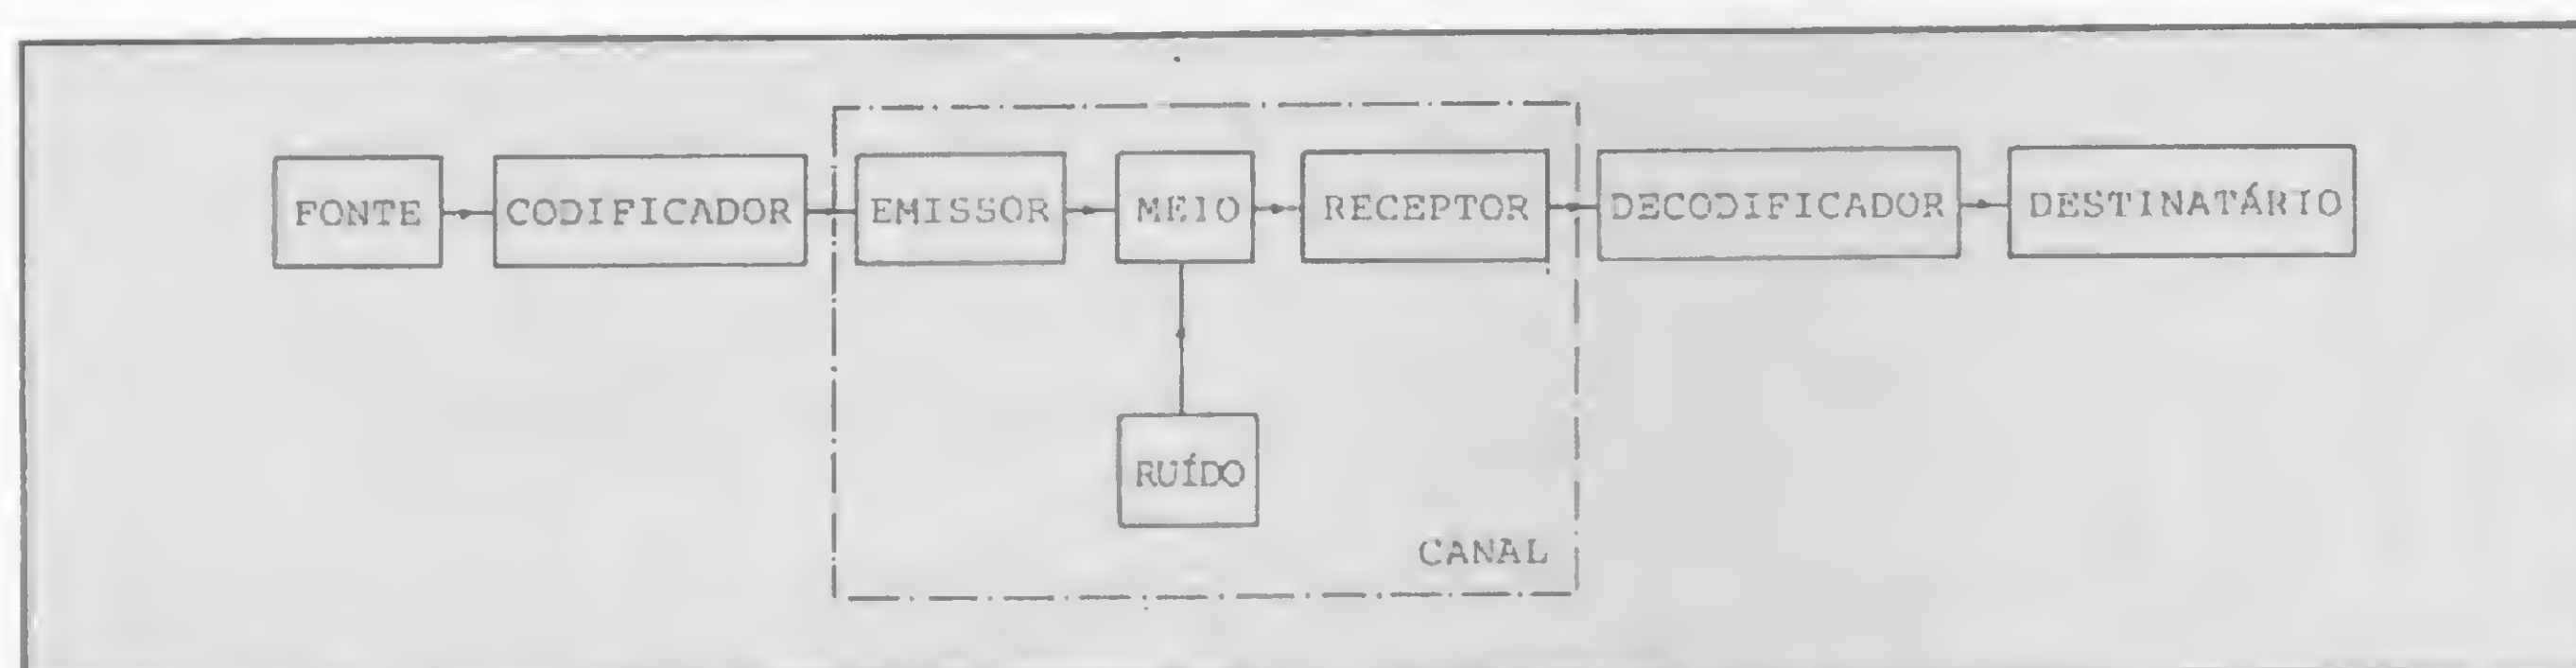 FONTE CODIFICADOR EMISSOR MEIO RECEPTOR DECODIFICADOR DESTINATÁRIO
RUÍDO
CANAL